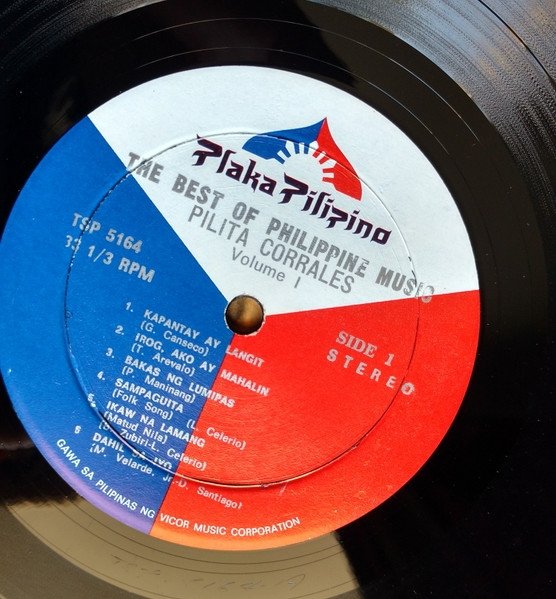 Plaka Pilipino
THE BEST OF PHILIPPINE MUSIC
PILITA CORRALES
Volume I
TSP 5164
33 1/3 RPM
SIDE 1
STEREO
1. KAPANTAY AY LANGIT
(G. Canseco)
2. IROG, AKO AY MAHALIN
(T. Arevalo)
3. BAKAS NG LUMIPAS
(P. Maninang)
4. SAMPAGUITA
(Folk Song) (L. Celerio)
5. IKAW NA LAMANG
(Matud Nila)
Zubiri-L. Celerio)
6 DAHIL IYO
(M. Velarde, Jr.-D. Santiago)
GAWA SA PILIPINAS NG VICOR MUSIC CORPORATION